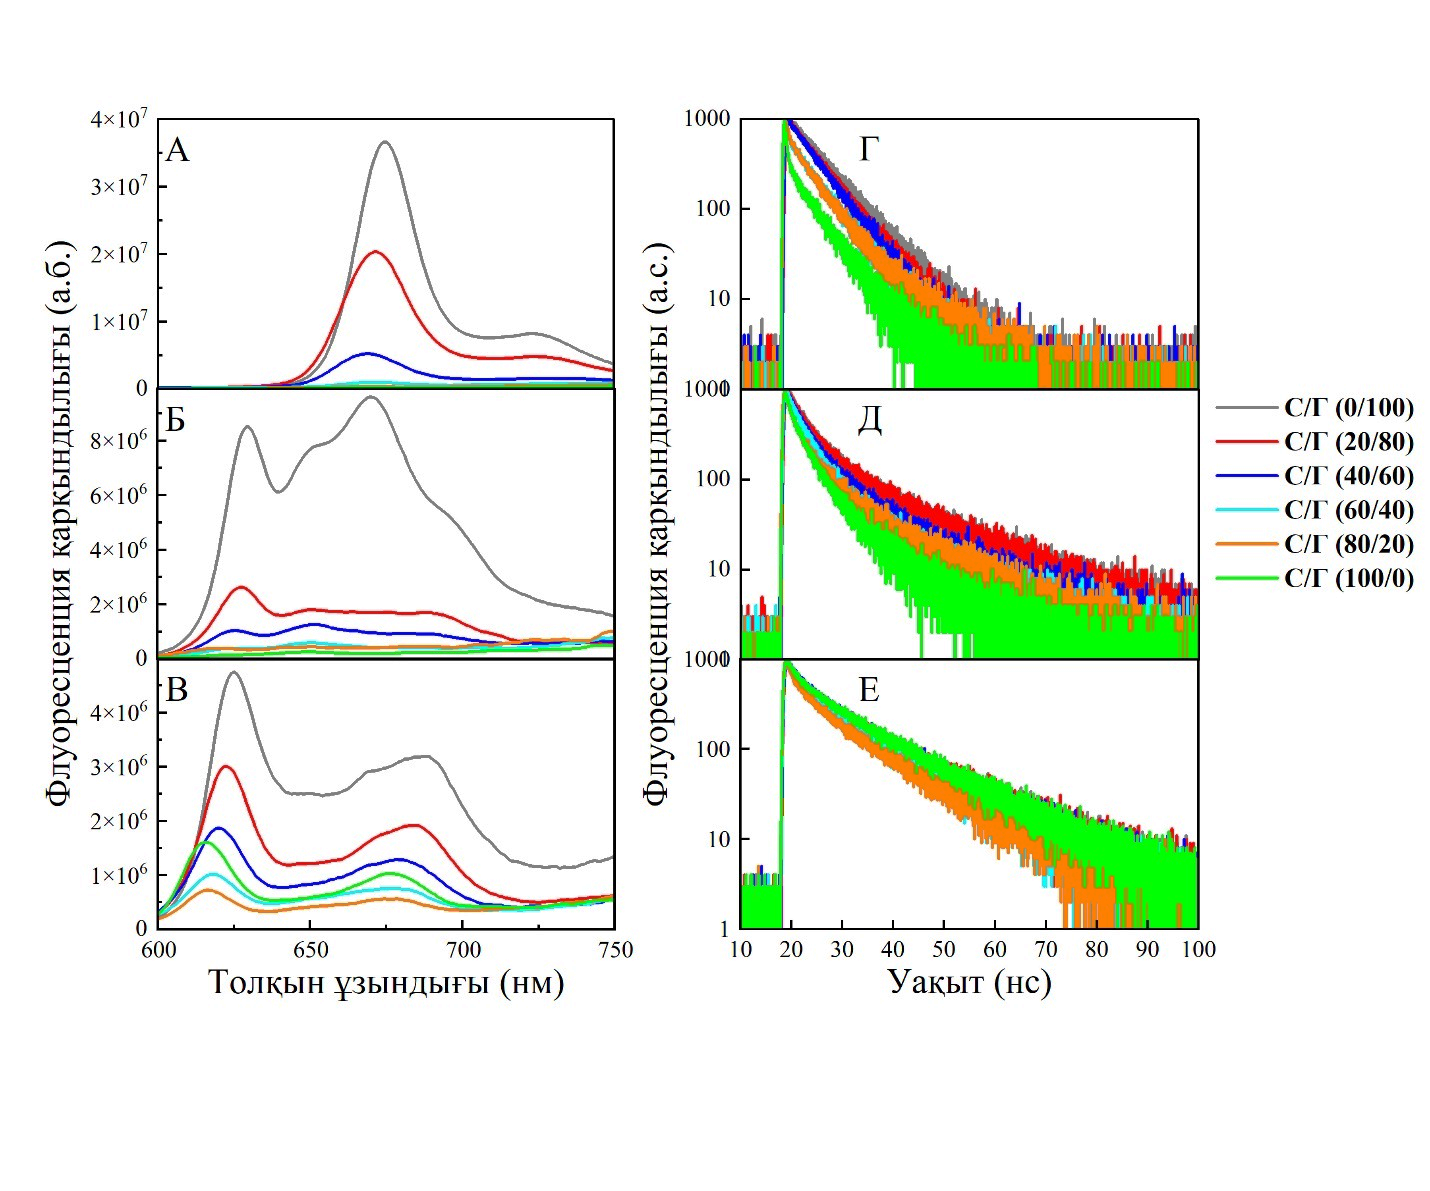 Флуоресценция қарқындылығы (а.б.)
4×10⁷
3×10⁷
2×10⁷
1×10⁷
0
А
8×10⁶
6×10⁶
4×10⁶
2×10⁶
0
Б
4×10⁶
3×10⁶
2×10⁶
1×10⁶
0
В
600 650 700 750
Толқын ұзындығы (нм)
Флуоресценция қарқындылығы (а.с.)
1000
100
10
Г
1000
100
10
Д
1000
100
10
1
Е
10 20 30 40 50 60 70 80 90 100
Уақыт (нс)
С/Г (0/100)
С/Г (20/80)
С/Г (40/60)
С/Г (60/40)
С/Г (80/20)
С/Г (100/0)